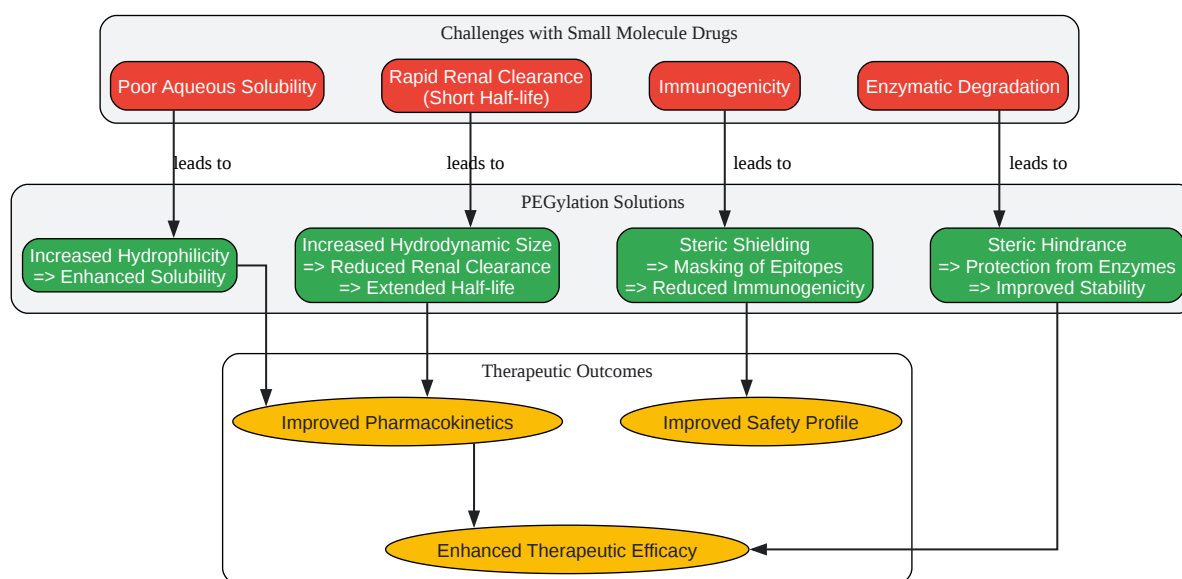 Challenges with Small Molecule Drugs
Poor Aqueous Solubility
Rapid Renal Clearance
(Short Half-life)
Immunogenicity
Enzymatic Degradation
leads to
leads to
leads to
leads to
PEGylation Solutions
Increased Hydrophilicity
=> Enhanced Solubility
Increased Hydrodynamic Size
=> Reduced Renal Clearance
=> Extended Half-life
Steric Shielding
=> Masking of Epitopes
=> Reduced Immunogenicity
Steric Hindrance
=> Protection from Enzymes
=> Improved Stability
Therapeutic Outcomes
Improved Pharmacokinetics
Improved Safety Profile
Enhanced Therapeutic Efficacy